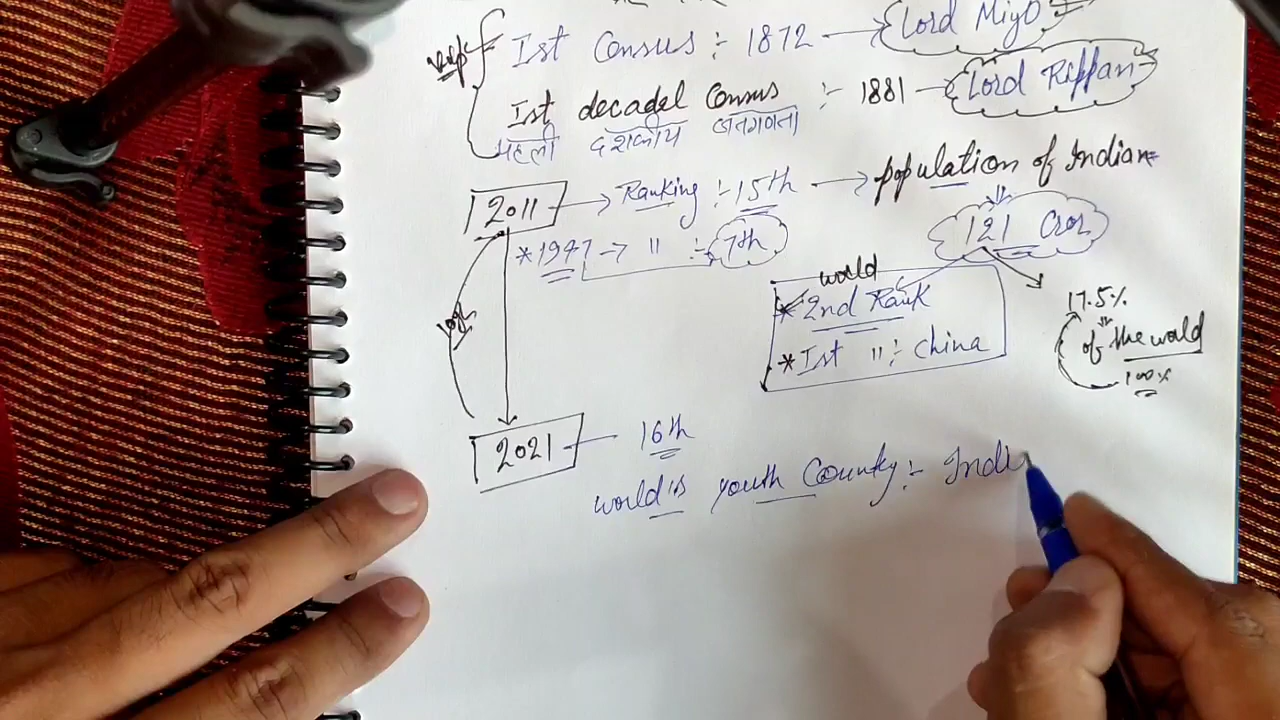 Ist Census :- 1872 → Lord Miyo
Ist decadel Census :- 1881 → Lord Riffan
पहली दशकीय जनगणना
2011 → Ranking :- 15th → population of Indian
* 1947 → " :- 7th
121 Cror
world
* 2nd Rank
* Ist " :- China
17.5%
of the world
100%
2021 - 16th
world's youth Country :- Indi